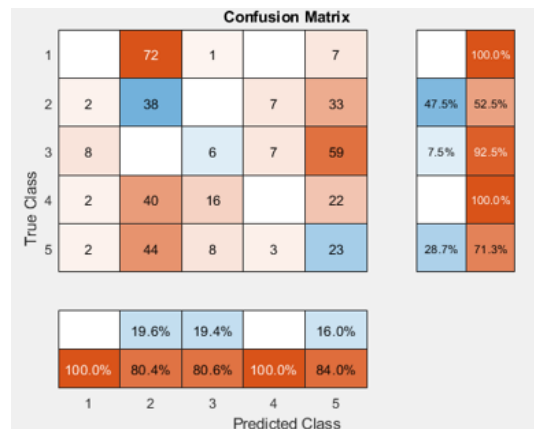 Confusion Matrix
True Class
1 72 1 7 100.0%
2 2 38 7 33 47.5% 52.5%
3 8 6 7 59 7.5% 92.5%
4 2 40 16 22 100.0%
5 2 44 8 3 23 28.7% 71.3%
19.6% 19.4% 16.0%
100.0% 80.4% 80.6% 100.0% 84.0%
1 2 3 4 5
Predicted Class